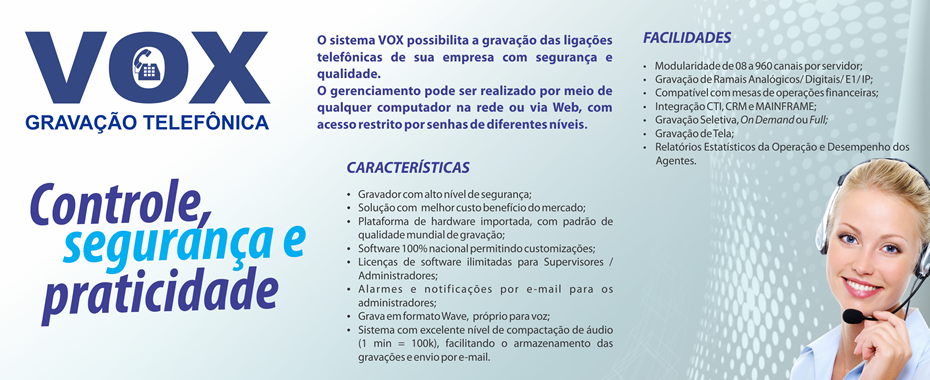 VOX
GRAVAÇÃO TELEFÔNICA
Controle,
segurança e
praticidade
O sistema VOX possibilita a gravação das ligações
telefônicas de sua empresa com segurança e
qualidade.
O gerenciamento pode ser realizado por meio de
qualquer computador na rede ou via Web, com
acesso restrito por senhas de diferentes níveis.
CARACTERÍSTICAS
• Gravador com alto nível de segurança;
• Solução com melhor custo benefício do mercado;
• Plataforma de hardware importada, com padrão de
qualidade mundial de gravação;
• Software 100% nacional permitindo customizações;
• Licenças de software ilimitadas para Supervisores /
Administradores;
• Alarmes e notificações por e-mail para os
administradores;
• Grava em formato Wave, próprio para voz;
• Sistema com excelente nível de compactação de áudio
(1 min = 100k), facilitando o armazenamento das
gravações e envio por e-mail.
FACILIDADES
• Modularidade de 08 a 960 canais por servidor;
• Gravação de Ramais Analógicos/ Digitais/ E1/ IP;
• Compatível com mesas de operações financeiras;
• Integração CTI, CRM e MAINFRAME;
• Gravação Seletiva, On Demand ou Full;
• Gravação de Tela;
• Relatórios Estatísticos da Operação e Desempenho dos
Agentes.